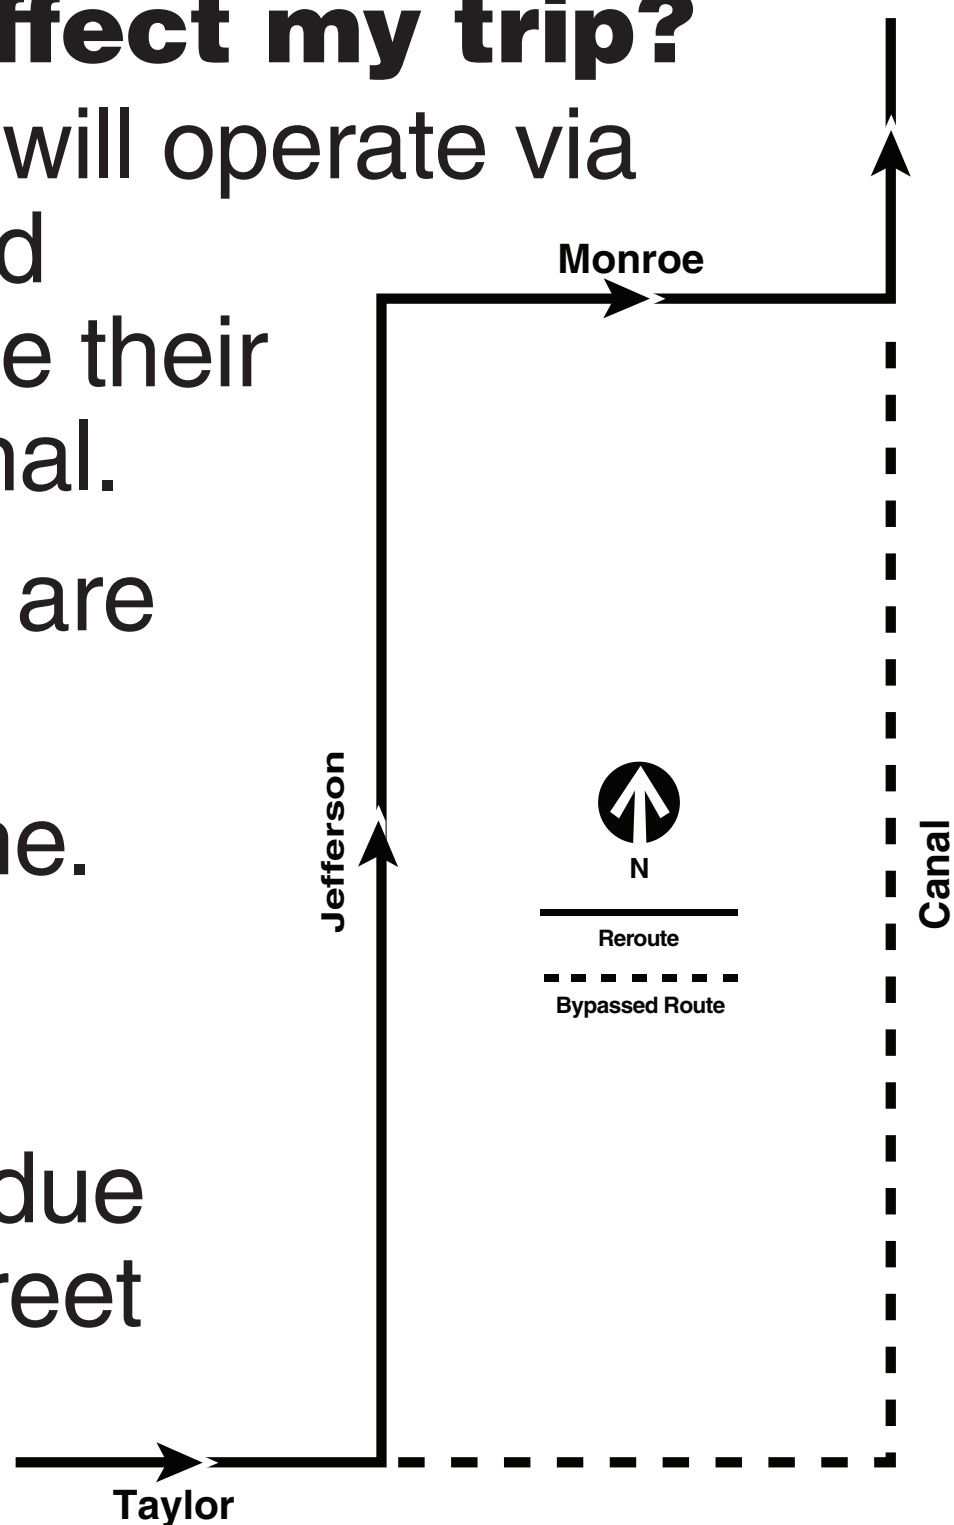 ffect my trip?
will operate via
d
e their
nal.
are
ne.
due
reet
Monroe
Jefferson
N
Reroute
Bypassed Route
Canal
Taylor